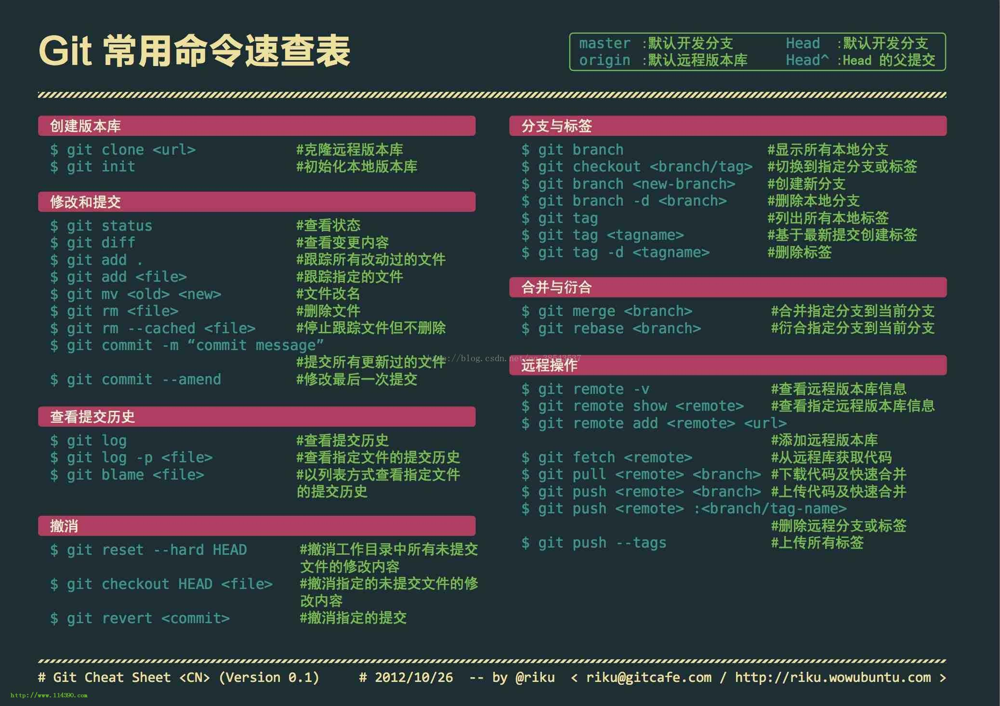 Git 常用命令速查表
master :默认开发分支 Head :默认开发分支
origin :默认远程版本库 Head^ :Head 的父提交
创建版本库
$ git clone <url> #克隆远程版本库
$ git init #初始化本地版本库
修改和提交
$ git status #查看状态
$ git diff #查看变更内容
$ git add . #跟踪所有改动过的文件
$ git add <file> #跟踪指定的文件
$ git mv <old> <new> #文件改名
$ git rm <file> #删除文件
$ git rm --cached <file> #停止跟踪文件但不删除
$ git commit -m “commit message”
#提交所有更新过的文件
$ git commit --amend #修改最后一次提交
查看提交历史
$ git log #查看提交历史
$ git log -p <file> #查看指定文件的提交历史
$ git blame <file> #以列表方式查看指定文件
的提交历史
撤消
$ git reset --hard HEAD #撤消工作目录中所有未提交
文件的修改内容
$ git checkout HEAD <file> #撤消指定的未提交文件的修
改内容
$ git revert <commit> #撤消指定的提交
分支与标签
$ git branch #显示所有本地分支
$ git checkout <branch/tag> #切换到指定分支或标签
$ git branch <new-branch> #创建新分支
$ git branch -d <branch> #删除本地分支
$ git tag #列出所有本地标签
$ git tag <tagname> #基于最新提交创建标签
$ git tag -d <tagname> #删除标签
合并与衍合
$ git merge <branch> #合并指定分支到当前分支
$ git rebase <branch> #衍合指定分支到当前分支
http://blog.csdn.net/qq_38543537
远程操作
$ git remote -v #查看远程版本库信息
$ git remote show <remote> #查看指定远程版本库信息
$ git remote add <remote> <url>
#添加远程版本库
$ git fetch <remote> #从远程库获取代码
$ git pull <remote> <branch> #下载代码及快速合并
$ git push <remote> <branch> #上传代码及快速合并
$ git push <remote> :<branch/tag-name>
#删除远程分支或标签
$ git push --tags #上传所有标签
# Git Cheat Sheet <CN> (Version 0.1) # 2012/10/26 -- by @riku < riku@gitcafe.com / http://riku.wowubuntu.com >
http://www.114390.com